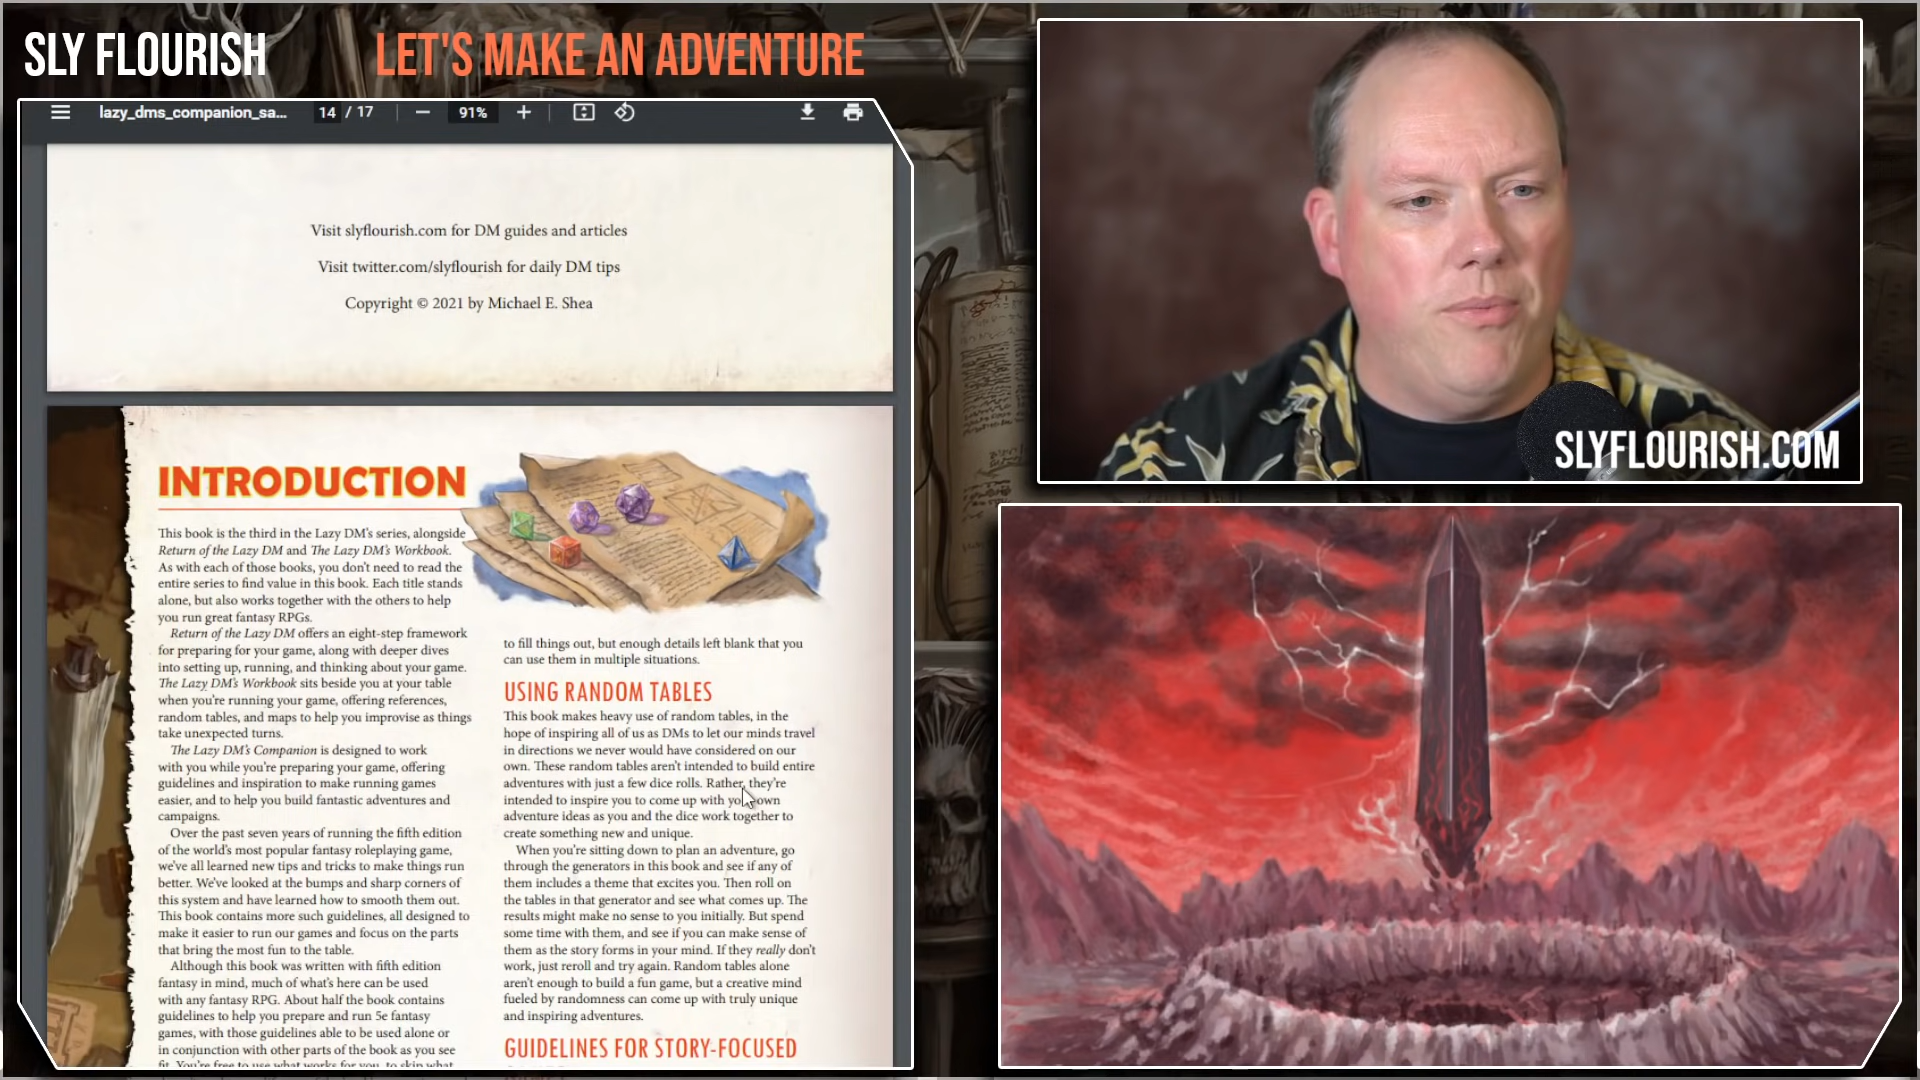 SLY FLOURISH
LET'S MAKE AN ADVENTURE
lazy_dms_companion_sa...
14 / 17
91%
Visit slyflourish.com for DM guides and articles
Visit twitter.com/slyflourish for daily DM tips
Copyright © 2021 by Michael E. Shea
INTRODUCTION
This book is the third in the Lazy DM's series, alongside
Return of the Lazy DM and The Lazy DM's Workbook.
As with each of those books, you don't need to read the
entire series to find value in this book. Each title stands
alone, but also works together with the others to help
you run great fantasy RPGs.
Return of the Lazy DM offers an eight-step framework
for preparing for your game, along with deeper dives
into setting up, running, and thinking about your game.
The Lazy DM's Workbook sits beside you at your table
when you're running your game, offering references,
random tables, and maps to help you improvise as things
take unexpected turns.
The Lazy DM's Companion is designed to work
with you while you're preparing your game, offering
guidelines and inspiration to make running games
easier, and to help you build fantastic adventures and
campaigns.
Over the past seven years of running the fifth edition
of the world's most popular fantasy roleplaying game,
we've all learned new tips and tricks to make things run
better. We've looked at the bumps and sharp corners of
this system and have learned how to smooth them out.
This book contains more such guidelines, all designed to
make it easier to run our games and focus on the parts
that bring the most fun to the table.
Although this book was written with fifth edition
fantasy in mind, much of what's here can be used
with any fantasy RPG. About half the book contains
guidelines to help you prepare and run 5e fantasy
games, with those guidelines able to be used alone or
in conjunction with other parts of the book as you see
fit. You're free to use what works for you, to skip what
to fill things out, but enough details left blank that you
can use them in multiple situations.
USING RANDOM TABLES
This book makes heavy use of random tables, in the
hope of inspiring all of us as DMs to let our minds travel
in directions we never would have considered on our
own. These random tables aren't intended to build entire
adventures with just a few dice rolls. Rather, they're
intended to inspire you to come up with your own
adventure ideas as you and the dice work together to
create something new and unique.
When you're sitting down to plan an adventure, go
through the generators in this book and see if any of
them includes a theme that excites you. Then roll on
the tables in that generator and see what comes up. The
results might make no sense to you initially. But spend
some time with them, and see if you can make sense of
them as the story forms in your mind. If they really don't
work, just reroll and try again. Random tables alone
aren't enough to build a fun game, but a creative mind
fueled by randomness can come up with truly unique
and inspiring adventures.
GUIDELINES FOR STORY-FOCUSED
SLYFLOURISH.COM